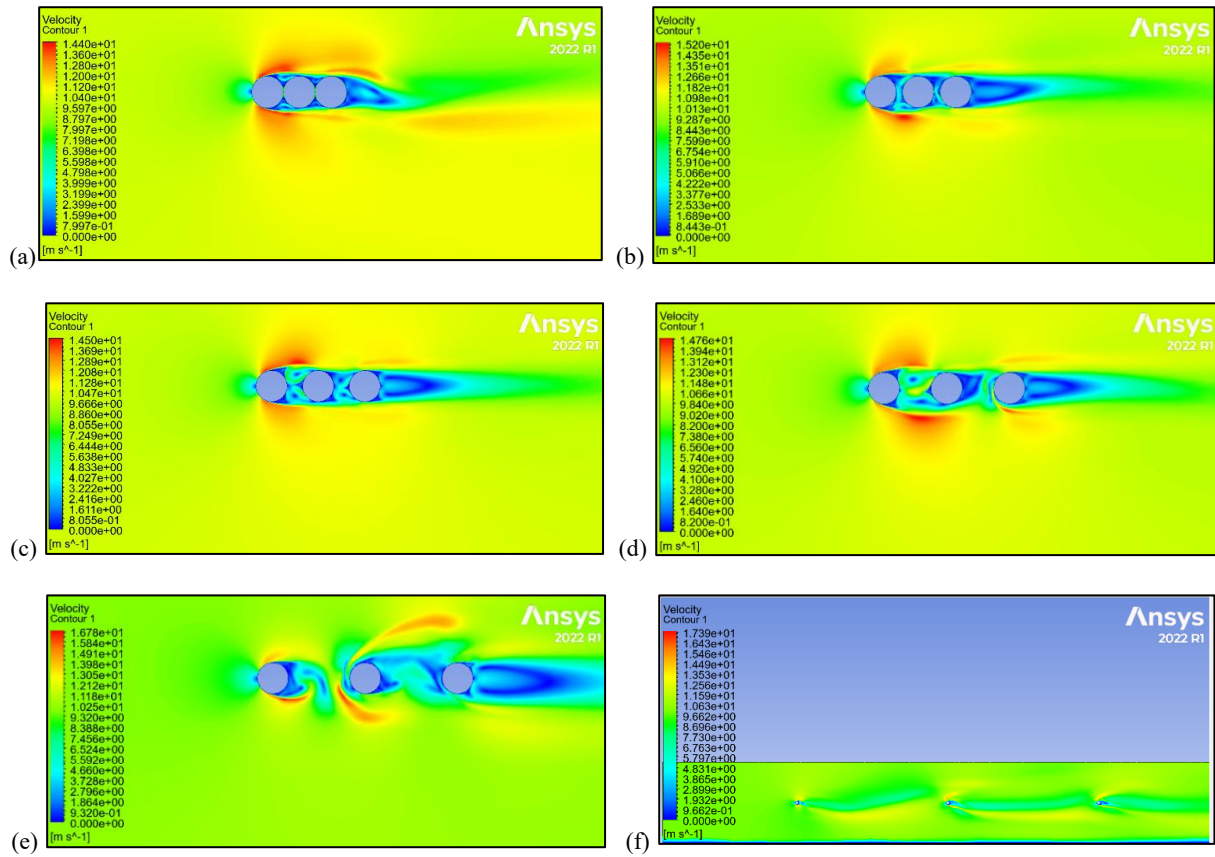 Velocity
Contour 1
1.440e+01
1.360e+01
1.280e+01
1.200e+01
1.120e+01
1.040e+01
9.597e+00
8.797e+00
7.997e+00
7.198e+00
6.398e+00
5.598e+00
4.798e+00
3.999e+00
3.199e+00
2.399e+00
1.599e+00
7.997e-01
0.000e+00
[m s^-1]
Ansys
2022 R1
(a)
Velocity
Contour 1
1.520e+01
1.435e+01
1.351e+01
1.266e+01
1.182e+01
1.098e+01
1.013e+01
9.287e+00
8.443e+00
7.599e+00
6.754e+00
5.910e+00
5.066e+00
4.222e+00
3.377e+00
2.533e+00
1.689e+00
8.443e-01
0.000e+00
[m s^-1]
Ansys
2022 R1
(b)
Velocity
Contour 1
1.450e+01
1.369e+01
1.289e+01
1.208e+01
1.128e+01
1.047e+01
9.666e+00
8.860e+00
8.055e+00
7.249e+00
6.444e+00
5.638e+00
4.833e+00
4.027e+00
3.222e+00
2.416e+00
1.611e+00
8.055e-01
0.000e+00
[m s^-1]
Ansys
2022 R1
(c)
Velocity
Contour 1
1.476e+01
1.394e+01
1.312e+01
1.230e+01
1.148e+01
1.066e+01
9.840e+00
9.020e+00
8.200e+00
7.380e+00
6.560e+00
5.740e+00
4.920e+00
4.100e+00
3.280e+00
2.460e+00
1.640e+00
8.200e-01
0.000e+00
[m s^-1]
Ansys
2022 R1
(d)
Velocity
Contour 1
1.678e+01
1.584e+01
1.491e+01
1.398e+01
1.305e+01
1.212e+01
1.118e+01
1.025e+01
9.320e+00
8.388e+00
7.456e+00
6.524e+00
5.592e+00
4.660e+00
3.728e+00
2.796e+00
1.864e+00
9.320e-01
0.000e+00
[m s^-1]
Ansys
2022 R1
(e)
Velocity
Contour 1
1.739e+01
1.643e+01
1.546e+01
1.449e+01
1.353e+01
1.256e+01
1.159e+01
1.063e+01
9.662e+00
8.696e+00
7.730e+00
6.763e+00
5.797e+00
4.831e+00
3.865e+00
2.899e+00
1.932e+00
9.662e-01
0.000e+00
[m s^-1]
Ansys
2022 R1
(f)